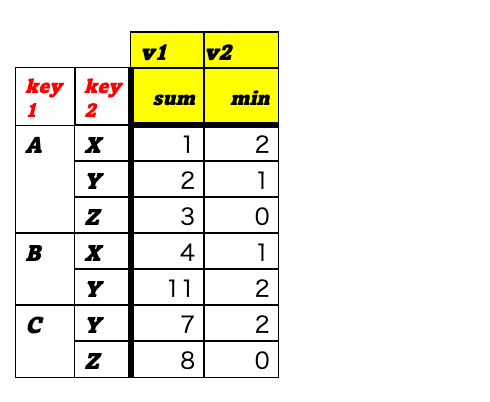 v1 v2
key 1 key 2 sum min
A X 1 2
Y 2 1
Z 3 0
B X 4 1
Y 11 2
C Y 7 2
Z 8 0